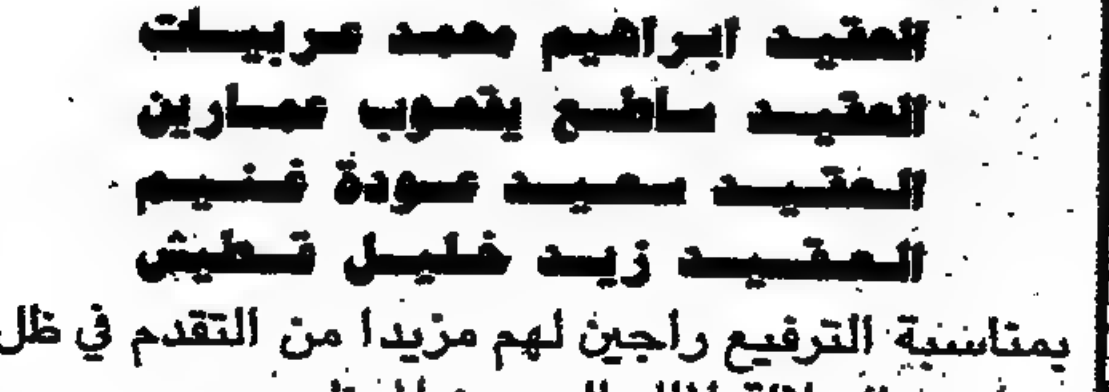 العقيد ابراهيم محمد عربيات
العقيد ساطع يعقوب عمارين
العقيد سعيد عودة غنيم
العقيد زيد خليل قطيش
بمناسبة الترفيع راجين لهم مزيدا من التقدم في ظل